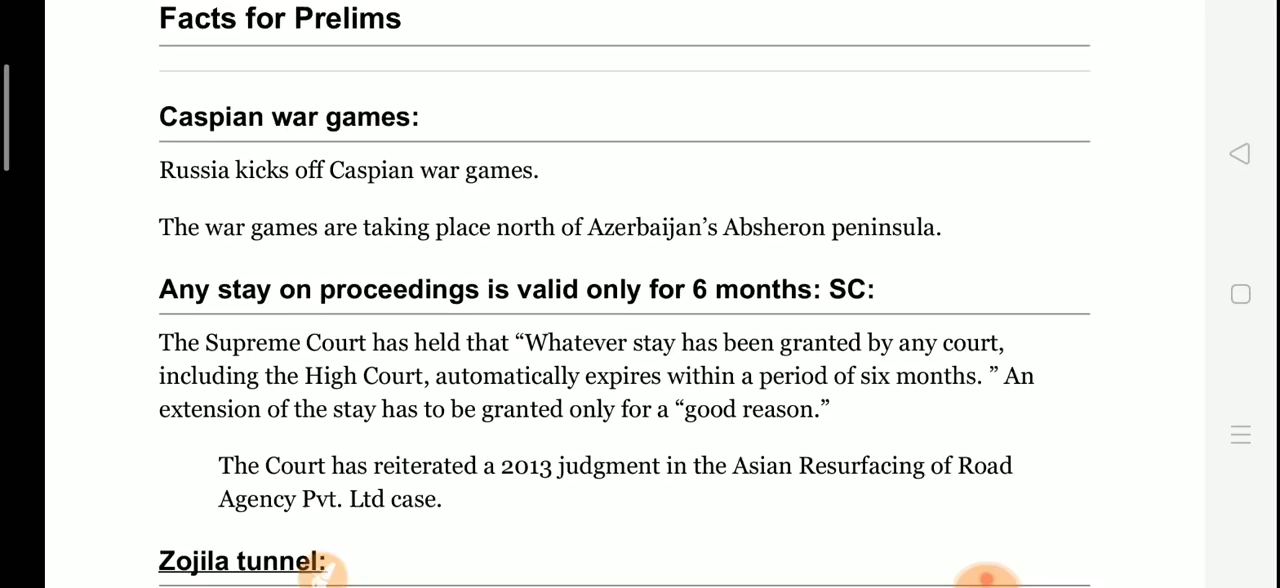 Facts for Prelims
Caspian war games:
Russia kicks off Caspian war games.
The war games are taking place north of Azerbaijan’s Absheron peninsula.
Any stay on proceedings is valid only for 6 months: SC:
The Supreme Court has held that “Whatever stay has been granted by any court,
including the High Court, automatically expires within a period of six months. ” An
extension of the stay has to be granted only for a “good reason.”
The Court has reiterated a 2013 judgment in the Asian Resurfacing of Road
Agency Pvt. Ltd case.
Zojila tunnel: